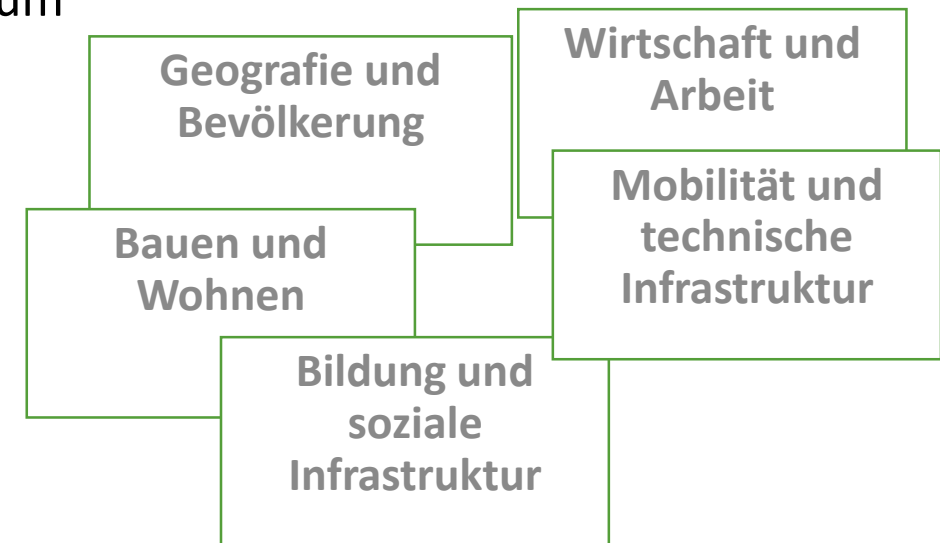 Geografie und
Bevölkerung
Wirtschaft und
Arbeit
Mobilität und
technische
Infrastruktur
Bauen und
Wohnen
Bildung und
soziale
Infrastruktur